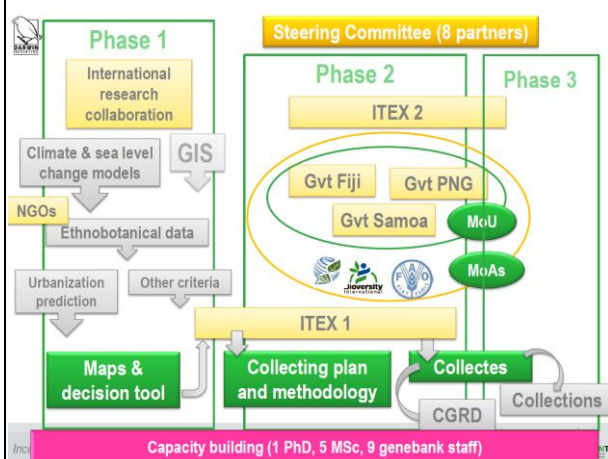 Steering Committee (8 partners)
Phase 1
Phase 2
Phase 3
DARWIN
INITIATIVE
International
research
collaboration
ITEX 2
Climate & sea level
change models
GIS
Gvt Fiji
Gvt PNG
NGOs
Ethnobotanical data
Gvt Samoa
MoU
MoAs
Urbanization
prediction
Other criteria
ioversity
International
FAO
ITEX 1
Maps &
decision tool
Collecting plan
and methodology
Collectes
Collections
CGRD
Capacity building (1 PhD, 5 MSc, 9 genebank staff)